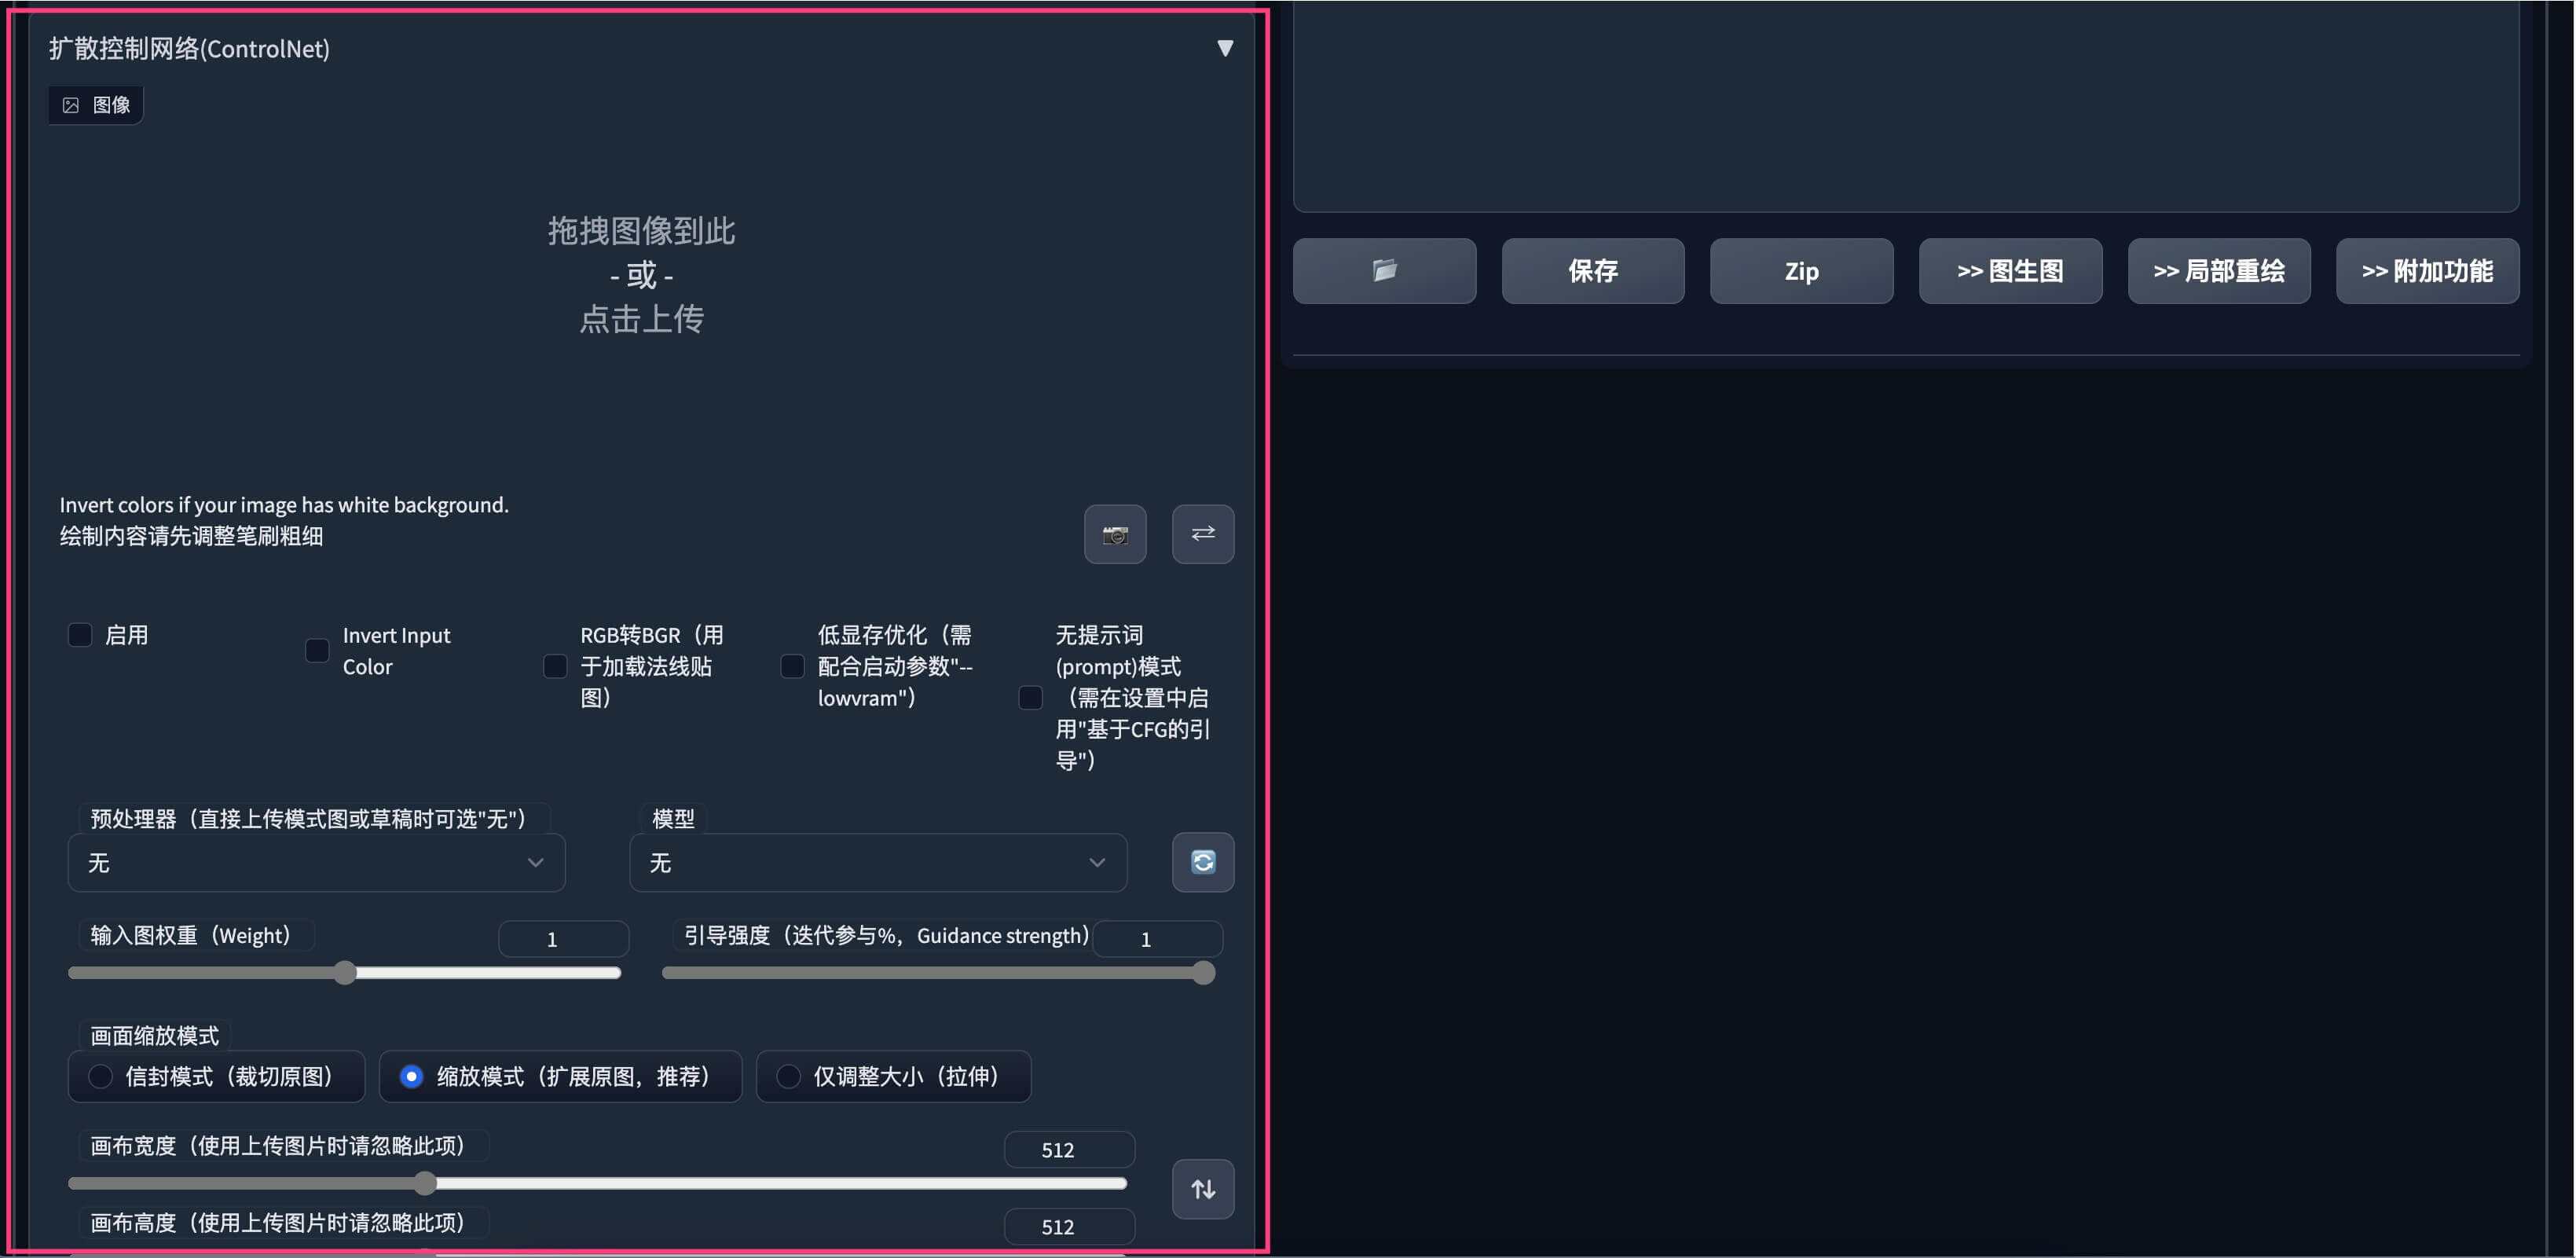 扩散控制网络(ControlNet)
▼
图像
拖拽图像到此
- 或 -
点击上传
Invert colors if your image has white background.
绘制内容请先调整笔刷粗细
启用
Invert Input
Color
RGB转BGR（用
于加载法线贴
图）
低显存优化（需
配合启动参数"--
lowvram"）
无提示词
(prompt)模式
（需在设置中启
用"基于CFG的引
导"）
预处理器（直接上传模式图或草稿时可选"无"）
无
模型
无
输入图权重（Weight）
1
引导强度（迭代参与%，Guidance strength)
1
画面缩放模式
信封模式（裁切原图）
缩放模式（扩展原图，推荐）
仅调整大小（拉伸）
画布宽度（使用上传图片时请忽略此项）
512
画布高度（使用上传图片时请忽略此项）
512
保存
Zip
>> 图生图
>> 局部重绘
>> 附加功能